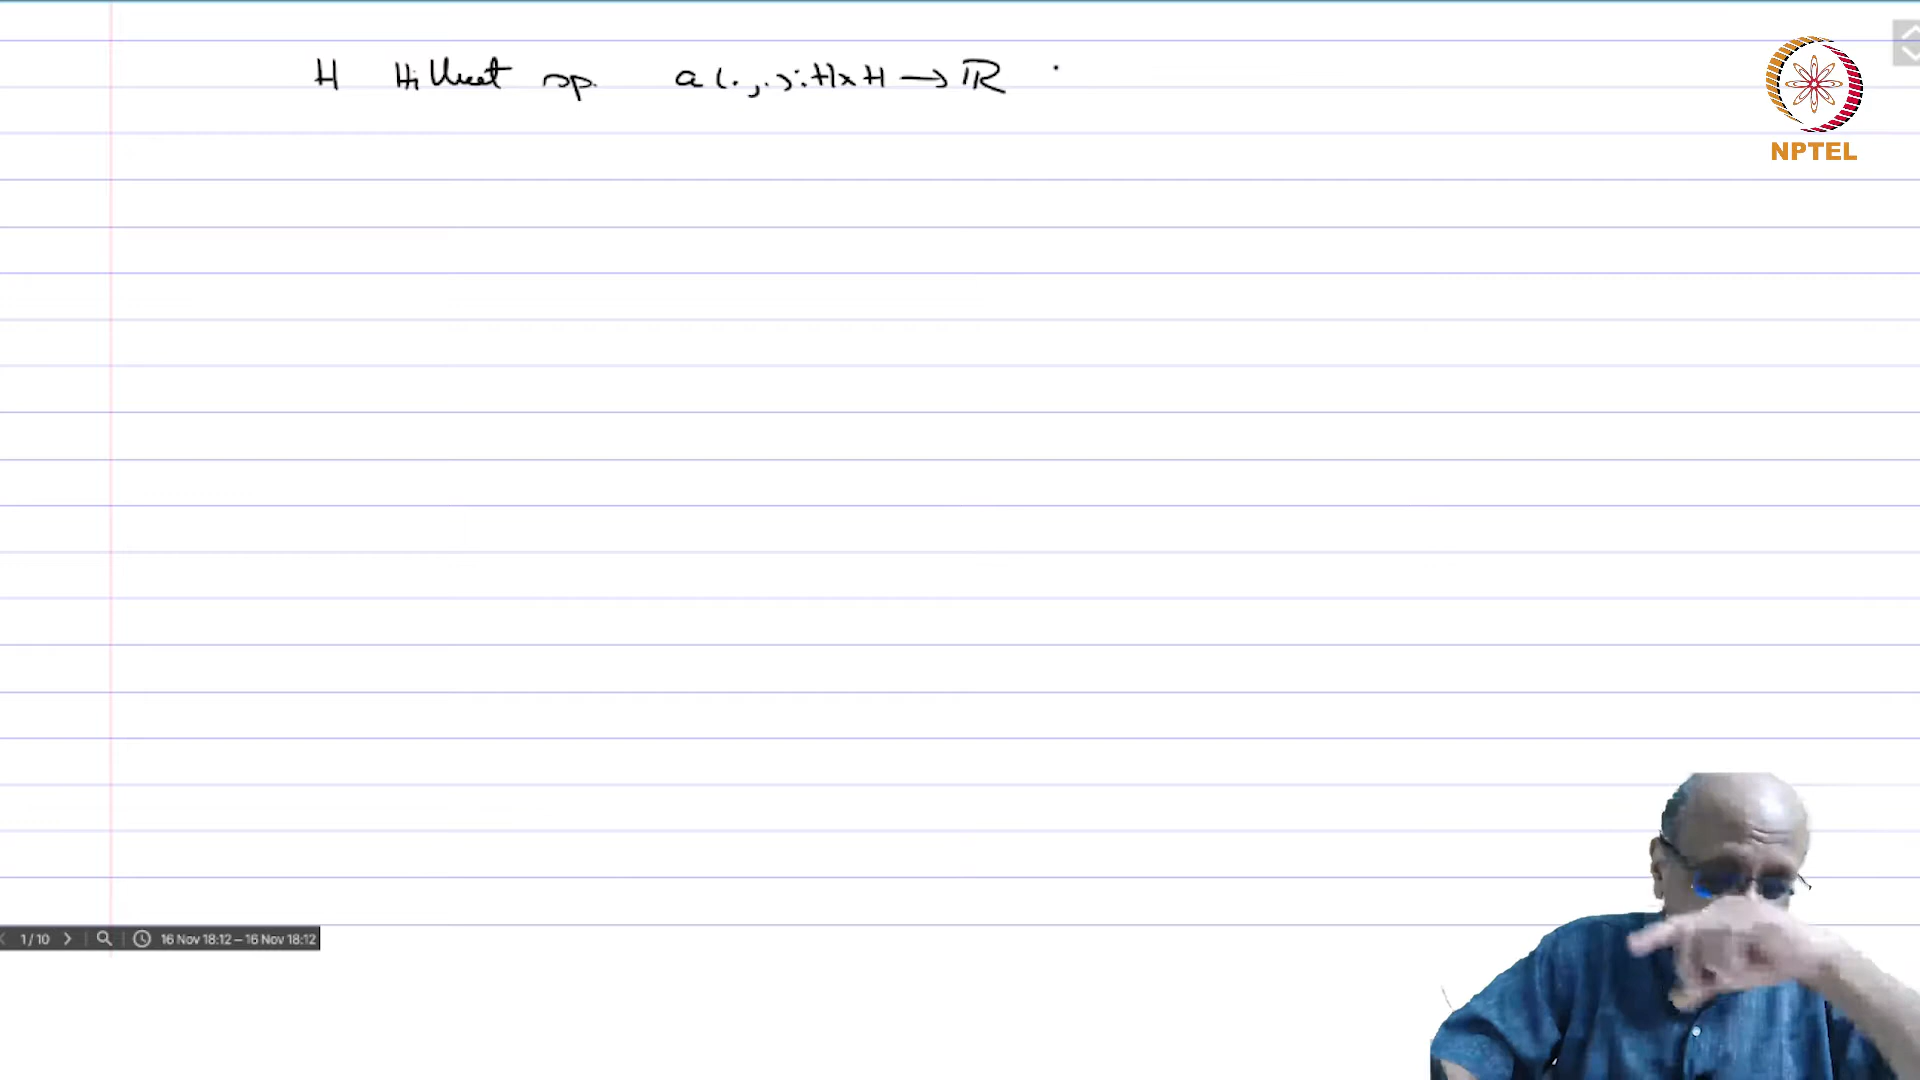 H Hilbert sp. a(.,.): H×H → ℝ
NPTEL
1/10 16 Nov 18:12 – 16 Nov 18:12